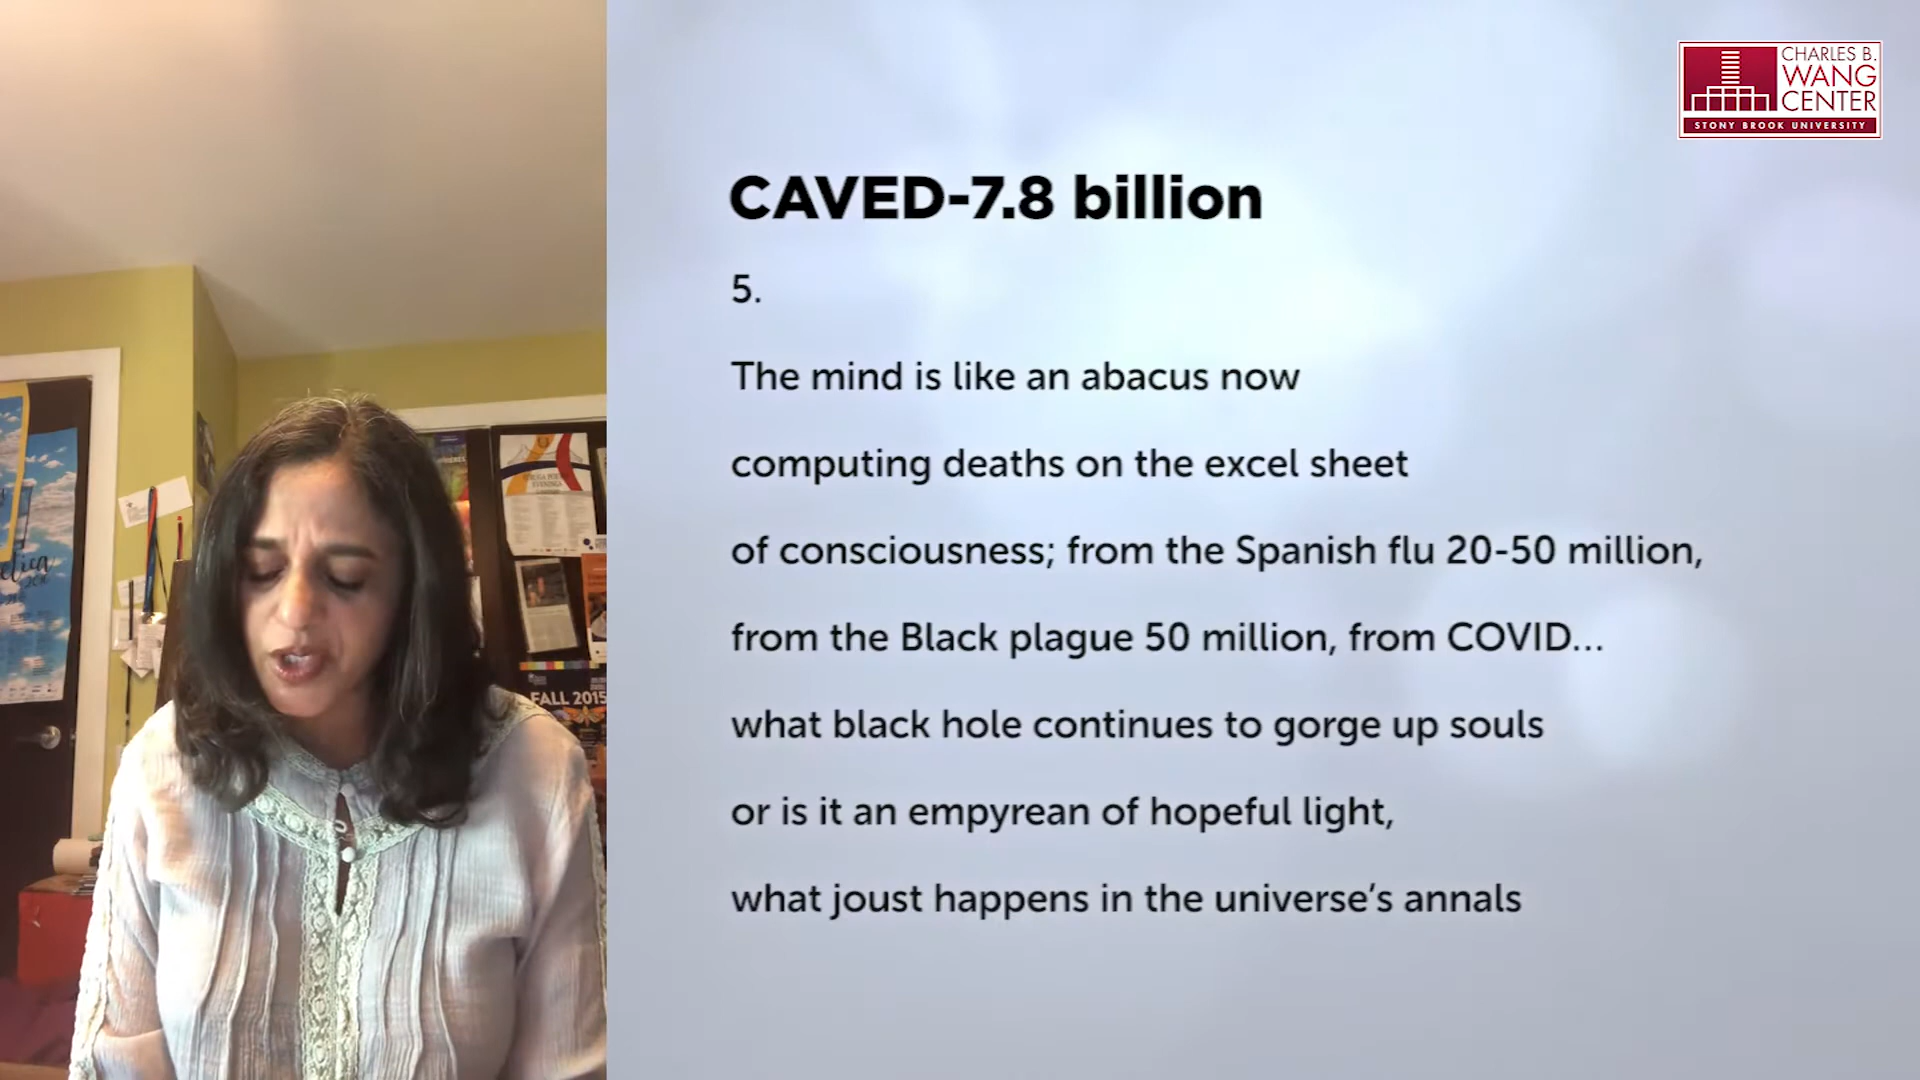 CHARLES B.
WANG
CENTER
STONY BROOK UNIVERSITY
CAVED-7.8 billion
5.
The mind is like an abacus now
computing deaths on the excel sheet
of consciousness; from the Spanish flu 20-50 million,
from the Black plague 50 million, from COVID...
what black hole continues to gorge up souls
or is it an empyrean of hopeful light,
what joust happens in the universe’s annals
FALL 2015